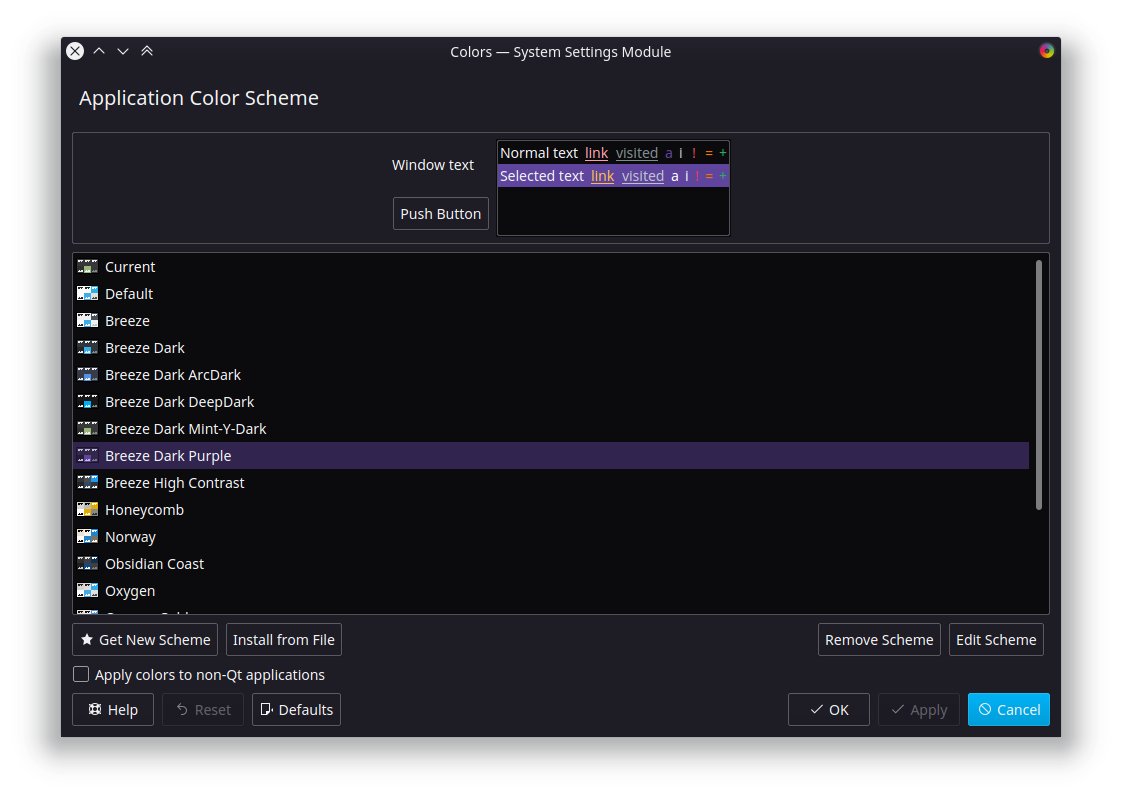 Colors — System Settings Module
Application Color Scheme
Window text
Normal text link visited a i ! = +
Selected text link visited a i ! = +
Push Button
Current
Default
Breeze
Breeze Dark
Breeze Dark ArcDark
Breeze Dark DeepDark
Breeze Dark Mint-Y-Dark
Breeze Dark Purple
Breeze High Contrast
Honeycomb
Norway
Obsidian Coast
Oxygen
Get New Scheme Install from File Remove Scheme Edit Scheme
Apply colors to non-Qt applications
Help Reset Defaults OK Apply Cancel